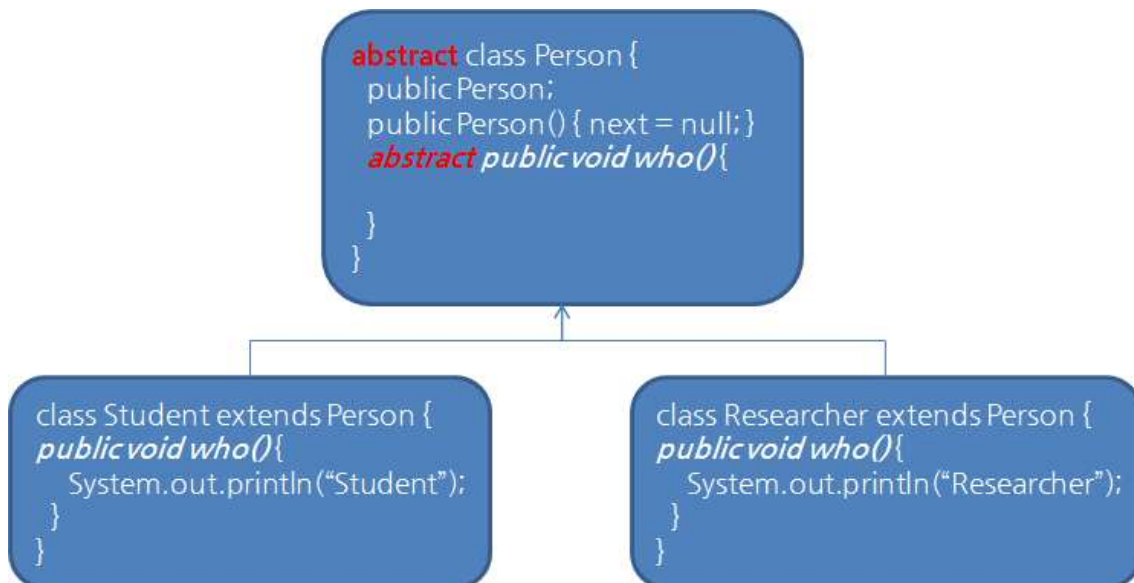 abstract class Person {
public Person;
public Person() { next = null; }
abstract public void who(){
}
}
class Student extends Person {
public void who(){
System.out.println(“Student”);
}
}
class Researcher extends Person {
public void who(){
System.out.println(“Researcher”);
}
}